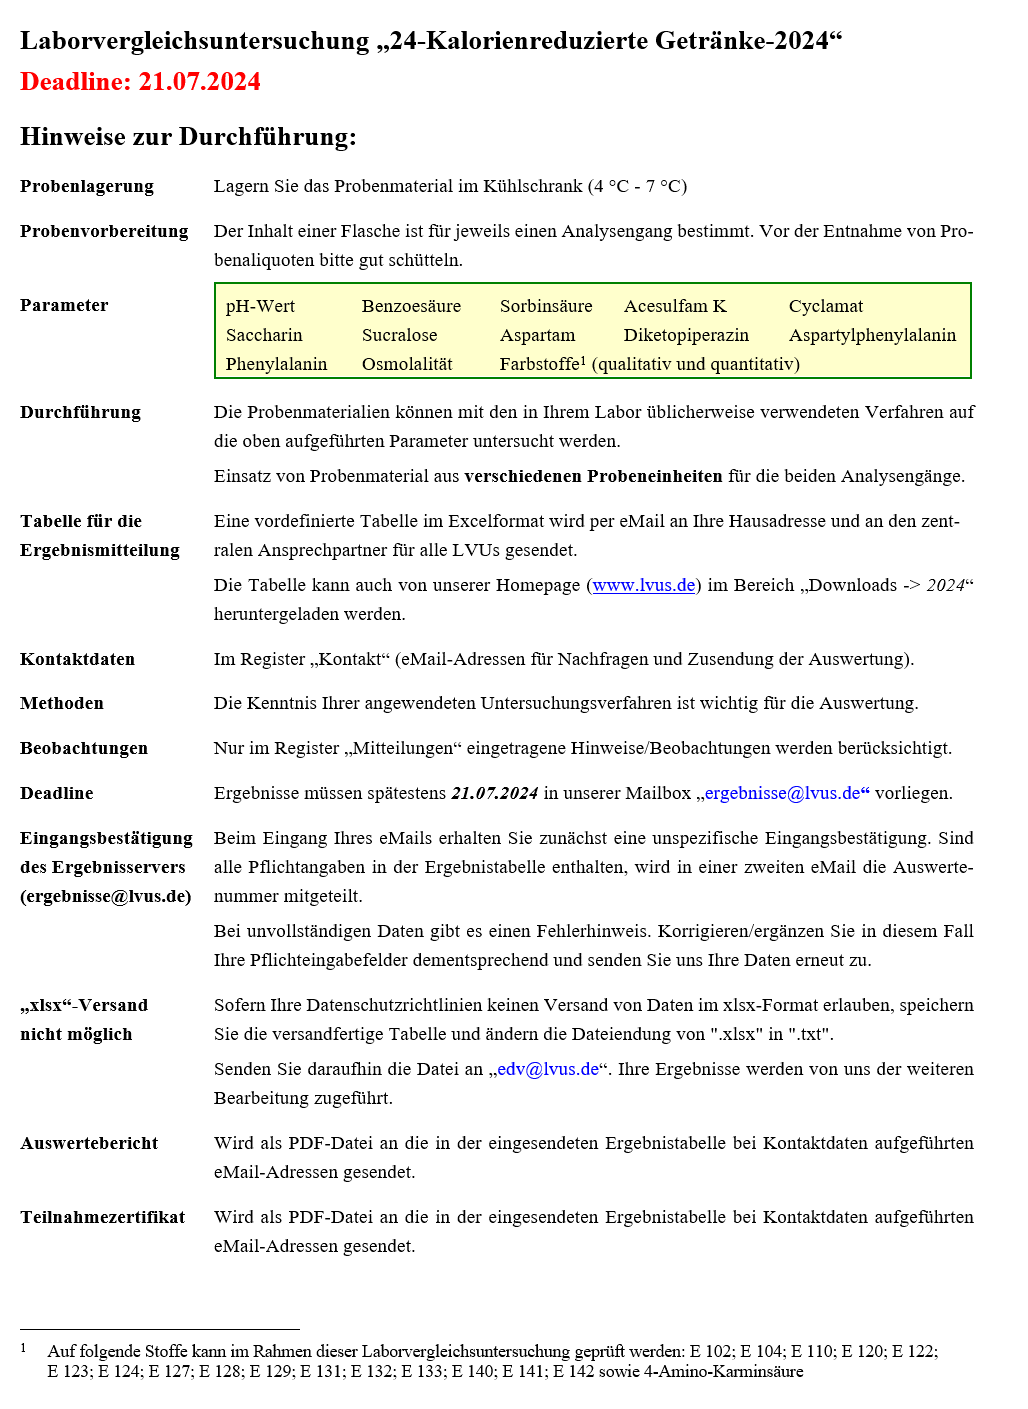 Laborvergleichsuntersuchung „24-Kalorienreduzierte Getränke-2024“
Deadline: 21.07.2024
Hinweise zur Durchführung:
Probenlagerung Lagern Sie das Probenmaterial im Kühlschrank (4 °C - 7 °C)
Probenvorbereitung Der Inhalt einer Flasche ist für jeweils einen Analysengang bestimmt. Vor der Entnahme von Pro-
benaliquoten bitte gut schütteln.
Parameter pH-Wert Benzoesäure Sorbinsäure Acesulfam K Cyclamat
Saccharin Sucralose Aspartam Diketopiperazin Aspartylphenylalanin
Phenylalanin Osmolalität Farbstoffe¹ (qualitativ und quantitativ)
Durchführung Die Probenmaterialien können mit den in Ihrem Labor üblicherweise verwendeten Verfahren auf
die oben aufgeführten Parameter untersucht werden.
Einsatz von Probenmaterial aus verschiedenen Probeneinheiten für die beiden Analysengänge.
Tabelle für die Eine vordefinierte Tabelle im Excelformat wird per eMail an Ihre Hausadresse und an den zent-
Ergebnismitteilung ralen Ansprechpartner für alle LVUs gesendet.
Die Tabelle kann auch von unserer Homepage (www.lvus.de) im Bereich „Downloads -> 2024“
heruntergeladen werden.
Kontaktdaten Im Register „Kontakt“ (eMail-Adressen für Nachfragen und Zusendung der Auswertung).
Methoden Die Kenntnis Ihrer angewendeten Untersuchungsverfahren ist wichtig für die Auswertung.
Beobachtungen Nur im Register „Mitteilungen“ eingetragene Hinweise/Beobachtungen werden berücksichtigt.
Deadline Ergebnisse müssen spätestens 21.07.2024 in unserer Mailbox „ergebnisse@lvus.de“ vorliegen.
Eingangsbestätigung Beim Eingang Ihres eMails erhalten Sie zunächst eine unspezifische Eingangsbestätigung. Sind
des Ergebnisservers alle Pflichtangaben in der Ergebnistabelle enthalten, wird in einer zweiten eMail die Auswerte-
(ergebnisse@lvus.de) nummer mitgeteilt.
Bei unvollständigen Daten gibt es einen Fehlerhinweis. Korrigieren/ergänzen Sie in diesem Fall
Ihre Pflichteingabefelder dementsprechend und senden Sie uns Ihre Daten erneut zu.
„xlsx“-Versand Sofern Ihre Datenschutzrichtlinien keinen Versand von Daten im xlsx-Format erlauben, speichern
nicht möglich Sie die versandfertige Tabelle und ändern die Dateiendung von ".xlsx" in ".txt".
Senden Sie daraufhin die Datei an „edv@lvus.de“. Ihre Ergebnisse werden von uns der weiteren
Bearbeitung zugeführt.
Auswertebericht Wird als PDF-Datei an die in der eingesendeten Ergebnistabelle bei Kontaktdaten aufgeführten
eMail-Adressen gesendet.
Teilnahmezertifikat Wird als PDF-Datei an die in der eingesendeten Ergebnistabelle bei Kontaktdaten aufgeführten
eMail-Adressen gesendet.
¹ Auf folgende Stoffe kann im Rahmen dieser Laborvergleichsuntersuchung geprüft werden: E 102; E 104; E 110; E 120; E 122;
E 123; E 124; E 127; E 128; E 129; E 131; E 132; E 133; E 140; E 141; E 142 sowie 4-Amino-Karminsäure